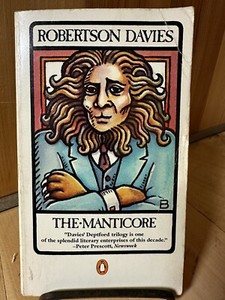 ROBERTSON DAVIES
B
THE·MANTICORE
"Davies' Deptford trilogy is one
of the splendid literary enterprises of this decade."
—Peter Prescott, Newsweek